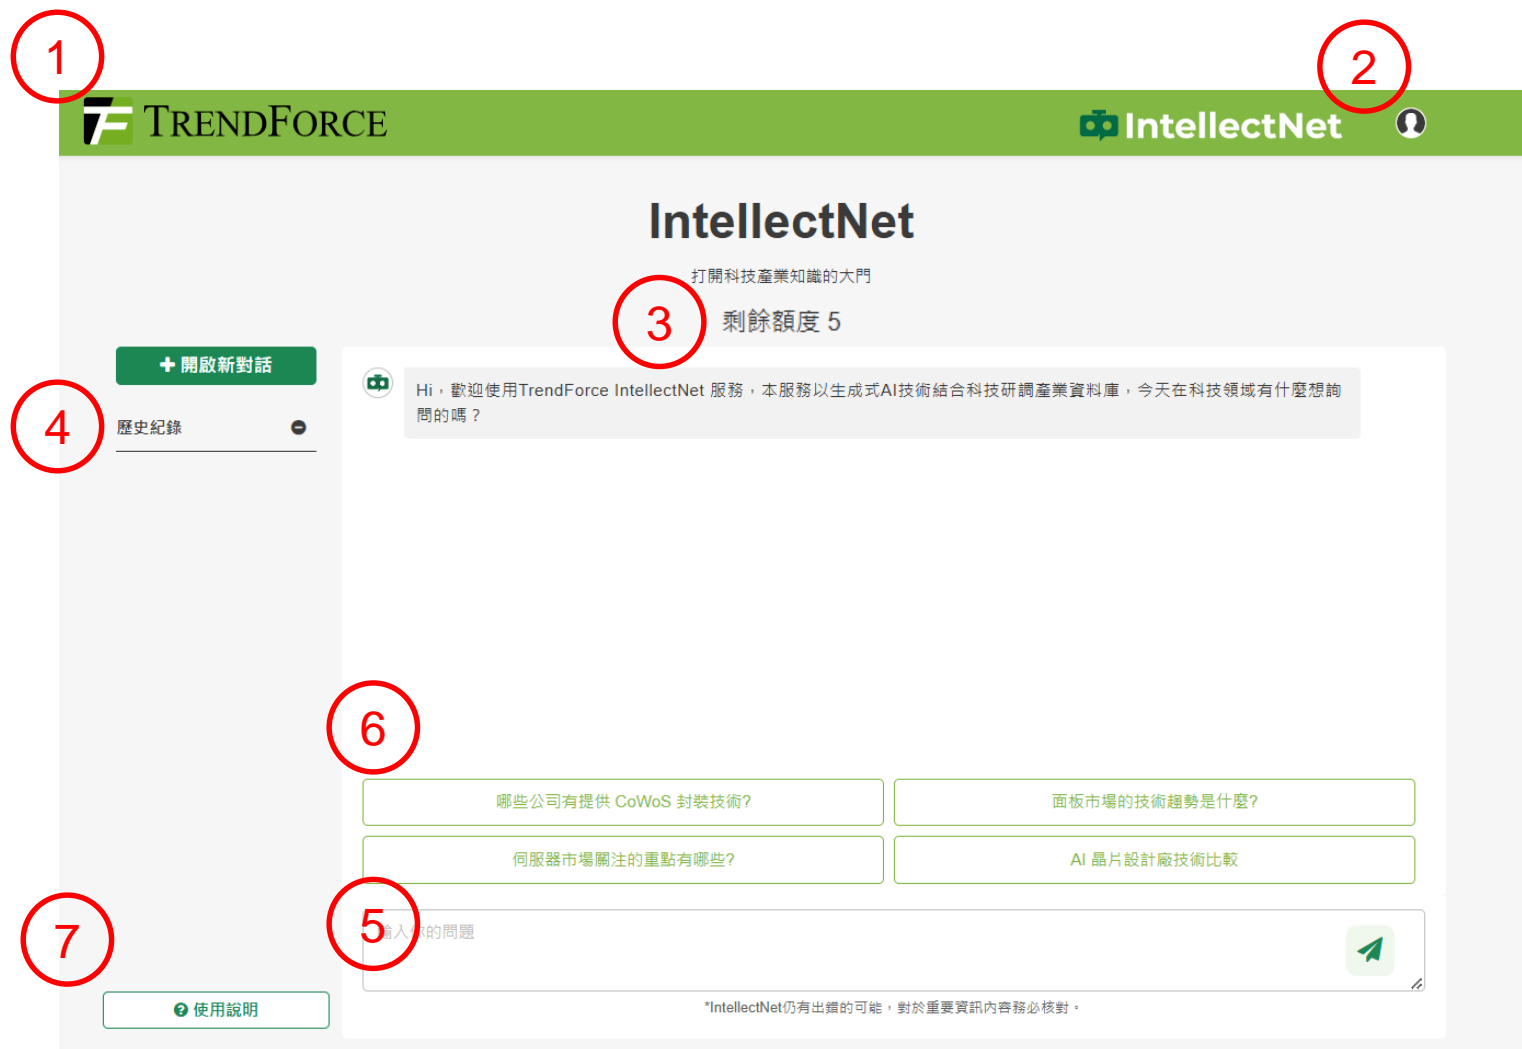 1
2
TRENDFORCE
IntellectNet
IntellectNet
打開科技產業知識的大門
3
剩餘額度 5
+ 開啟新對話
4
歷史紀錄
Hi，歡迎使用TrendForce IntellectNet 服務，本服務以生成式AI技術結合科技研調產業資料庫，今天在科技領域有什麼想詢
問的嗎？
6
哪些公司有提供 CoWoS 封裝技術?
面板市場的技術趨勢是什麼?
伺服器市場關注的重點有哪些?
AI 晶片設計廠技術比較
7
5
輸入你的問題
? 使用說明
*IntellectNet仍有出錯的可能，對於重要資訊內容務必核對。